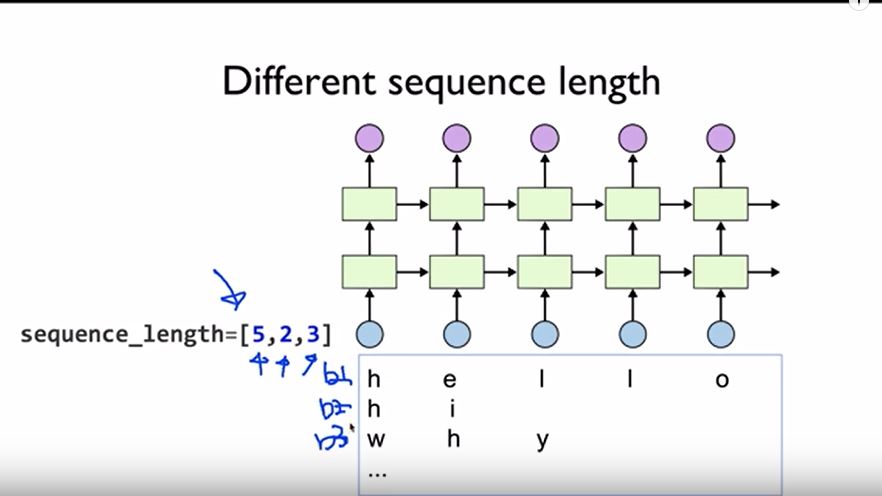 Different sequence length
sequence_length=[5,2,3]
b1 h e l l o
b2 h i
b3 w h y
...